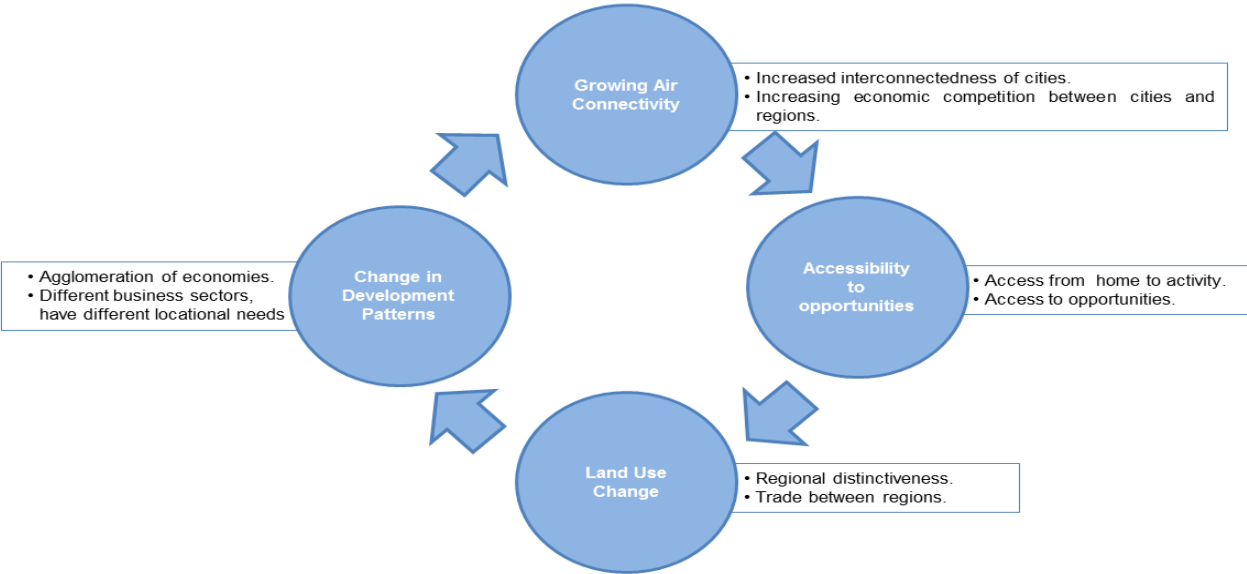 Growing Air
Connectivity
• Increased interconnectedness of cities.
• Increasing economic competition between cities and
regions.
Accessibility
to
opportunities
• Access from home to activity.
• Access to opportunities.
Land Use
Change
• Regional distinctiveness.
• Trade between regions.
Change in
Development
Patterns
• Agglomeration of economies.
• Different business sectors,
have different locational needs